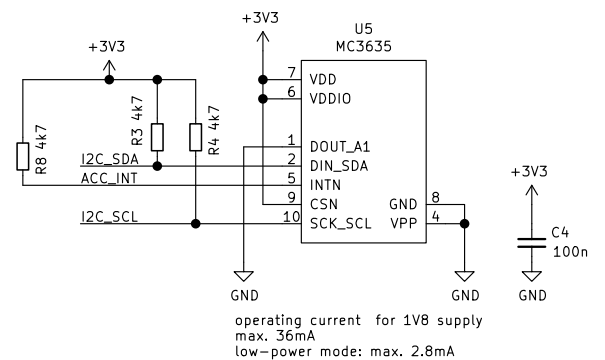 +3V3
U5
MC3635
+3V3
7 VDD
6 VDDIO
R8 4k7
R3 4k7
R4 4k7
1 DOUT_A1
I2C_SDA
2 DIN_SDA
ACC_INT
5 INTN
9 CSN
GND 8
I2C_SCL
10 SCK_SCL
VPP 4
+3V3
C4
100n
GND
GND
GND
operating current for 1V8 supply
max. 36mA
low-power mode: max. 2.8mA